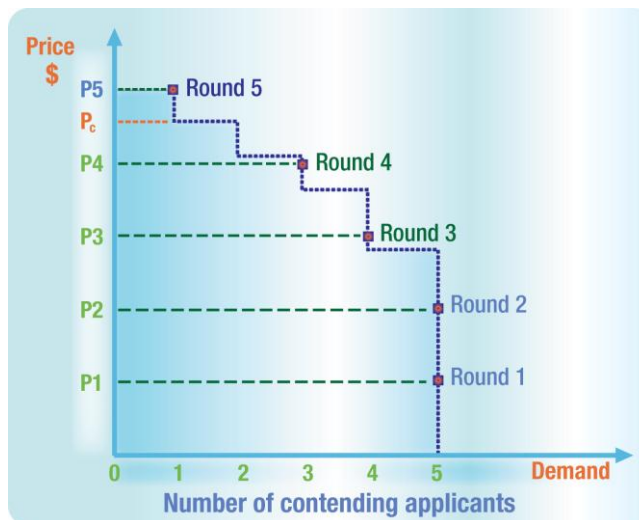 Price
$
P5
Round 5
Pc
P4
Round 4
P3
Round 3
P2
Round 2
P1
Round 1
0 1 2 3 4 5 Demand
Number of contending applicants